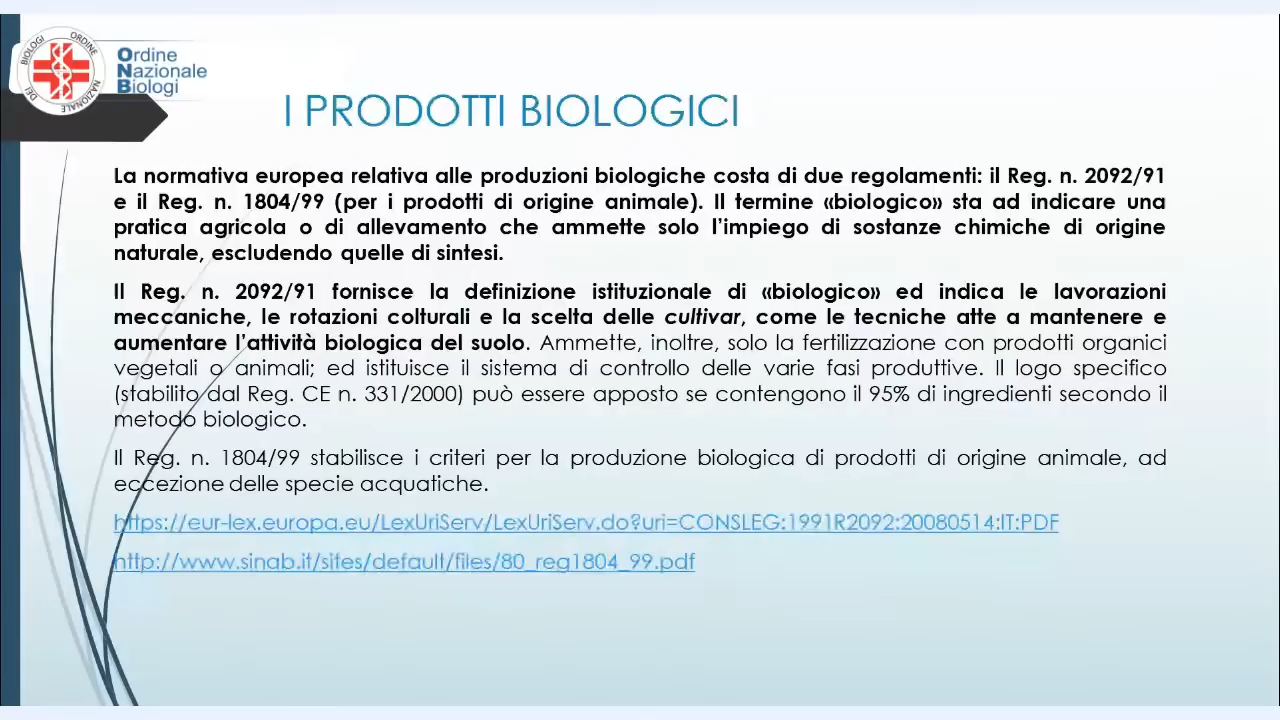 BIOLOGI ORDINE
DEI NAZIONALE
Ordine
Nazionale
Biologi
I PRODOTTI BIOLOGICI
La normativa europea relativa alle produzioni biologiche costa di due regolamenti: il Reg. n. 2092/91
e il Reg. n. 1804/99 (per i prodotti di origine animale). Il termine «biologico» sta ad indicare una
pratica agricola o di allevamento che ammette solo l’impiego di sostanze chimiche di origine
naturale, escludendo quelle di sintesi.
Il Reg. n. 2092/91 fornisce la definizione istituzionale di «biologico» ed indica le lavorazioni
meccaniche, le rotazioni colturali e la scelta delle cultivar, come le tecniche atte a mantenere e
aumentare l’attività biologica del suolo. Ammette, inoltre, solo la fertilizzazione con prodotti organici
vegetali o animali; ed istituisce il sistema di controllo delle varie fasi produttive. Il logo specifico
(stabilito dal Reg. CE n. 331/2000) può essere apposto se contengono il 95% di ingredienti secondo il
metodo biologico.
Il Reg. n. 1804/99 stabilisce i criteri per la produzione biologica di prodotti di origine animale, ad
eccezione delle specie acquatiche.
https://eur-lex.europa.eu/LexUriServ/LexUriServ.do?uri=CONSLEG:1991R2092:20080514:IT:PDF
http://www.sinab.it/sites/default/files/80_reg1804_99.pdf